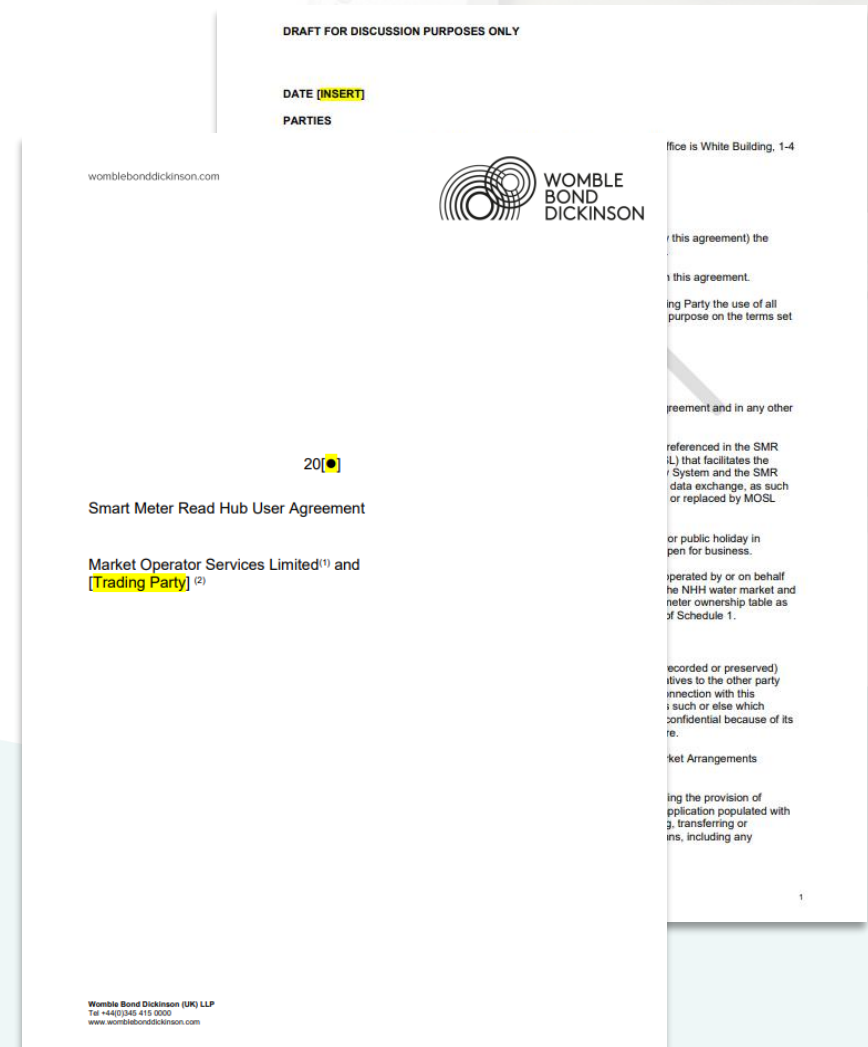 DRAFT FOR DISCUSSION PURPOSES ONLY
DATE [INSERT]
PARTIES
ffice is White Building, 1-4
this agreement) the
this agreement.
ing Party the use of all
purpose on the terms set
greement and in any other
referenced in the SMR
L) that facilitates the
System and the SMR
data exchange, as such
or replaced by MOSL
or public holiday in
pen for business.
operated by or on behalf
he NHH water market and
meter ownership table as
of Schedule 1.
ecorded or preserved)
atives to the other party
onnection with this
such or else which
confidential because of its
re.
ket Arrangements
ing the provision of
pplication populated with
g, transferring or
ans, including any
1
womblebonddickinson.com
WOMBLE
BOND
DICKINSON
20[●]
Smart Meter Read Hub User Agreement
Market Operator Services Limited(1) and
[Trading Party] (2)
Womble Bond Dickinson (UK) LLP
Tel +44(0)345 415 0000
www.womblebonddickinson.com